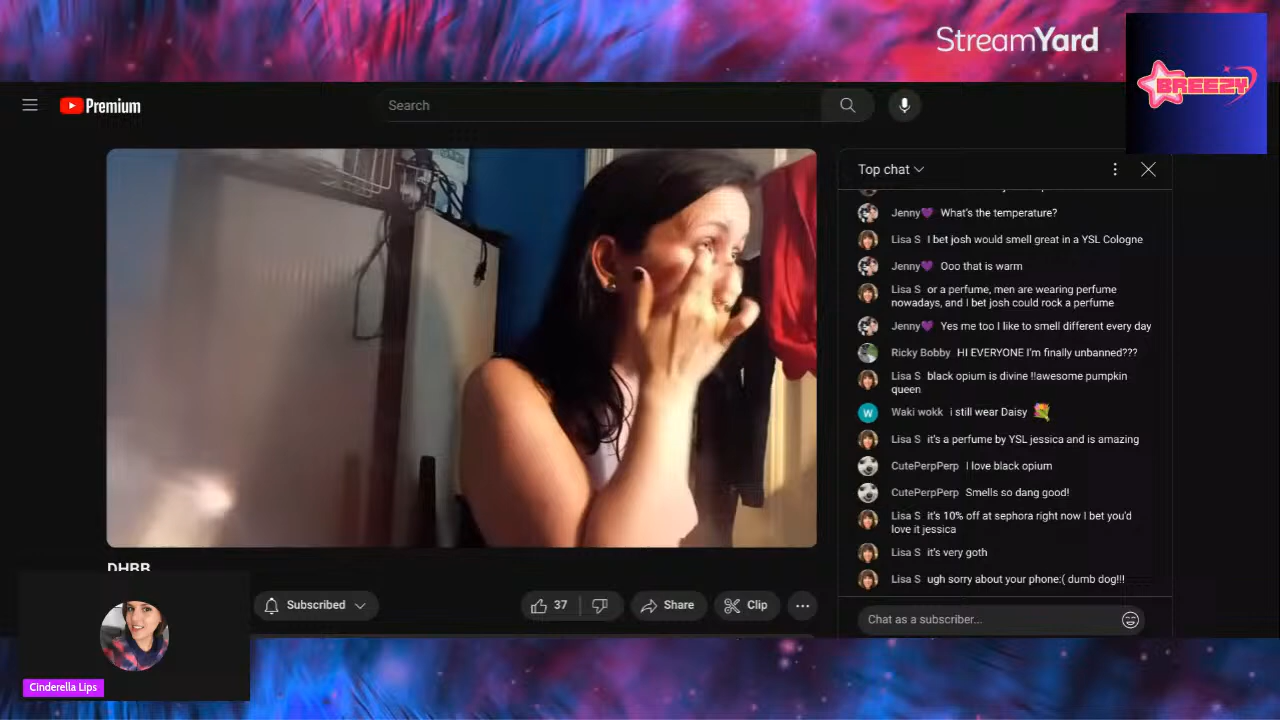 StreamYard
BREEZY
Premium
Search
Top chat
Jenny💜 What's the temperature?
Lisa S I bet josh would smell great in a YSL Cologne
Jenny💜 Ooo that is warm
Lisa S or a perfume, men are wearing perfume
nowadays, and I bet josh could rock a perfume
Jenny💜 Yes me too I like to smell different every day
Ricky Bobby HI EVERYONE I'm finally unbanned???
Lisa S black opium is divine !!awesome pumpkin
queen
W
Waki wokk i still wear Daisy 💐
Lisa S it's a perfume by YSL jessica and is amazing
CutePerpPerp I love black opium
CutePerpPerp Smells so dang good!
Lisa S it's 10% off at sephora right now I bet you'd
love it jessica
Lisa S it's very goth
Lisa S ugh sorry about your phone:( dumb dog!!!
Chat as a subscriber...
DHBB
Subscribed
37
Share
Clip
Cinderella Lips